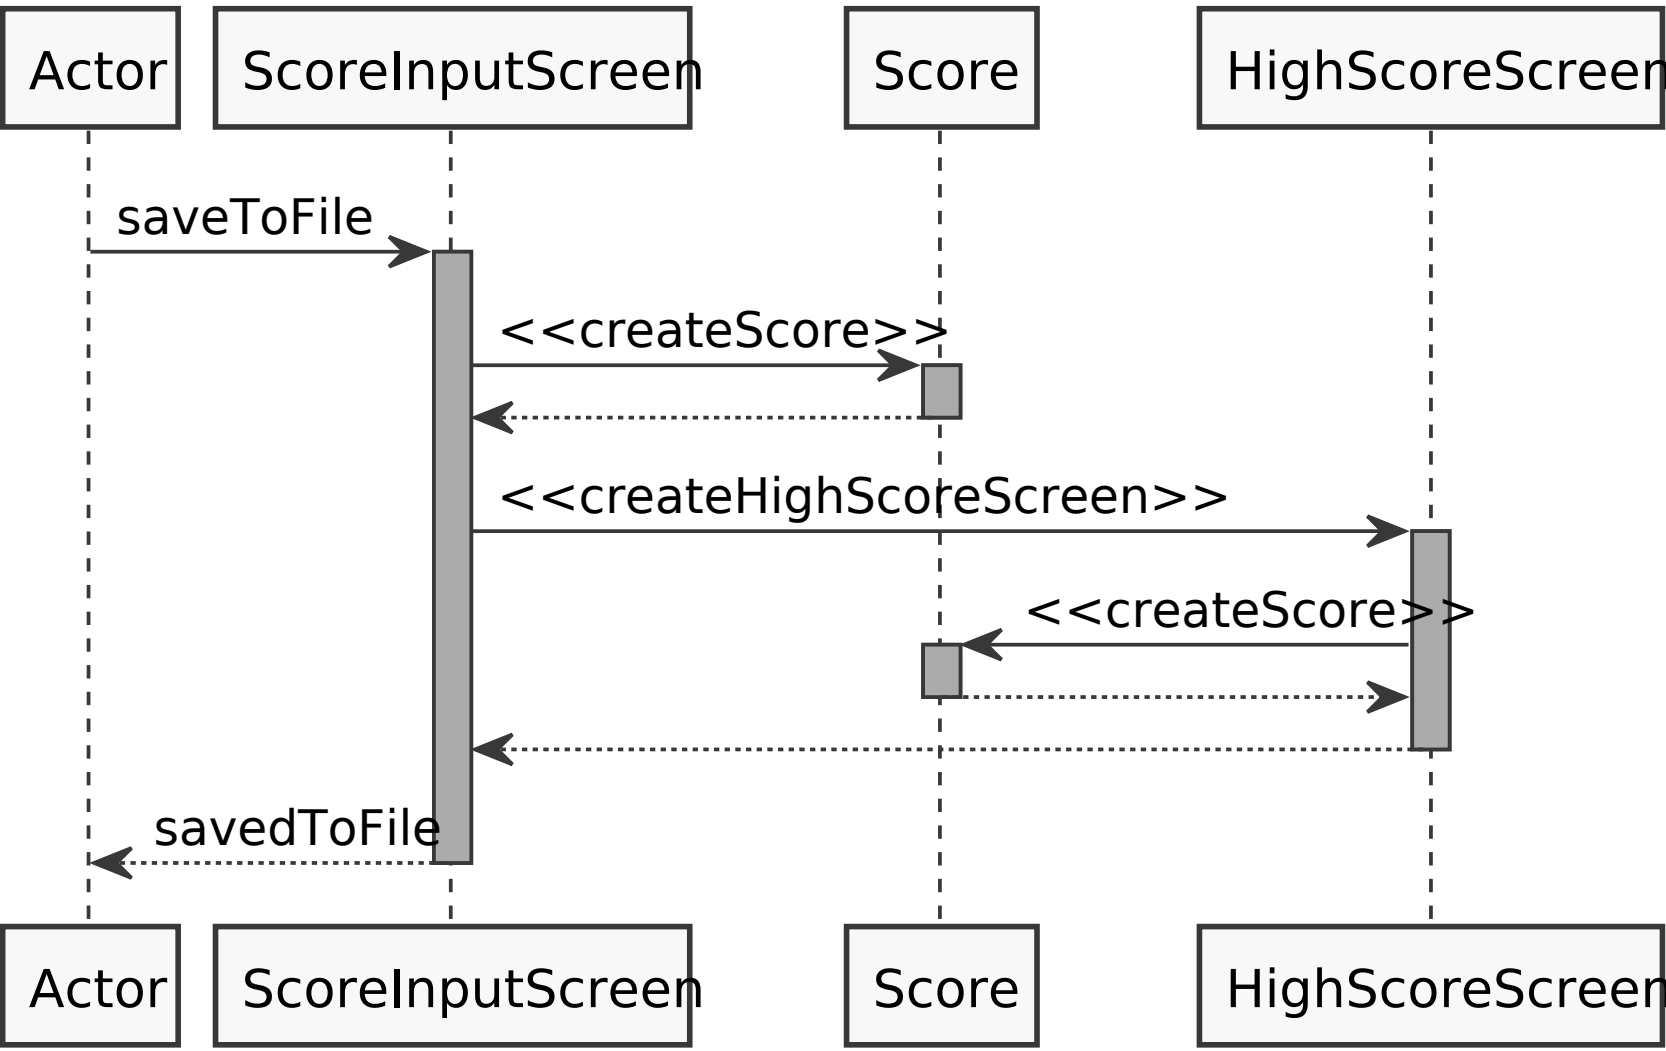 Actor
ScoreInputScreen
Score
HighScoreScreen
saveToFile
<<createScore>>
<<createHighScoreScreen>>
<<createScore>>
savedToFile
Actor
ScoreInputScreen
Score
HighScoreScreen